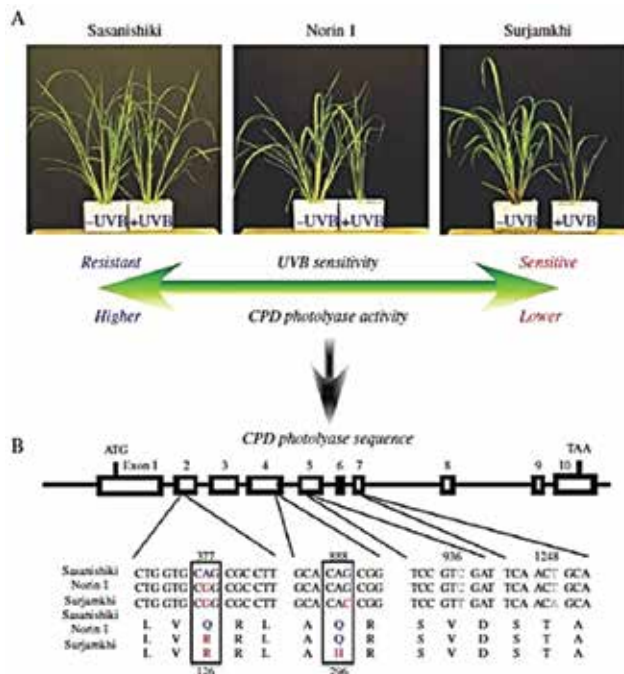 A
Sasanishiki Norin 1 Surjamkhi
-UVB +UVB -UVB +UVB -UVB +UVB
Resistant UVB sensitivity Sensitive
Higher CPD photolyase activity Lower
B
CPD photolyase sequence
ATG TAA
Exon 1 2 3 4 5 6 7 8 9 10
377 888 936 1248
Sasanishiki CTG GTG CAG CGC CTT GCA CAG CGG TCC GTC GAT TCA ACT GCA
Norin 1 CTG GTG CGG CGC CTT GCA CAG CGG TCC GT GAT TCA AC GCA
Surjamkhi CTG GTG CGG CGC CTT GCA CAC CGG TCC GT GAT TCA AC GCA
Sasanishiki L V Q R L A Q R S V D S T A
Norin 1 L V R R L A Q R S V D S T A
Surjamkhi L V R R L A H R S V D S T A
126 296